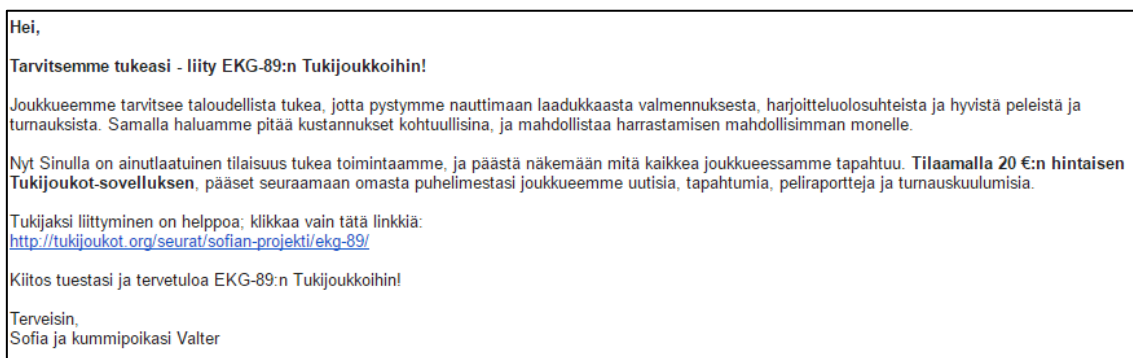 Hei,
Tarvitsemme tukeasi - liity EKG-89:n Tukijoukkoihin!
Joukkueemme tarvitsee taloudellista tukea, jotta pystymme nauttimaan laadukkaasta valmennuksesta, harjoitteluolosuhteista ja hyvistä peleistä ja
turnauksista. Samalla haluamme pitää kustannukset kohtuullisina, ja mahdollistaa harrastamisen mahdollisimman monelle.
Nyt Sinulla on ainutlaatuinen tilaisuus tukea toimintaamme, ja päästä näkemään mitä kaikkea joukkueessamme tapahtuu. Tilaamalla 20 €:n hintaisen
Tukijoukot-sovelluksen, pääset seuraamaan omasta puhelimestasi joukkueemme uutisia, tapahtumia, peliraportteja ja turnauskuulumisia.
Tukijaksi liittyminen on helppoa; klikkaa vain tätä linkkiä:
http://tukijoukot.org/seurat/sofian-projekti/ekg-89/
Kiitos tuestasi ja tervetuloa EKG-89:n Tukijoukkoihin!
Terveisin,
Sofia ja kummipoikasi Valter